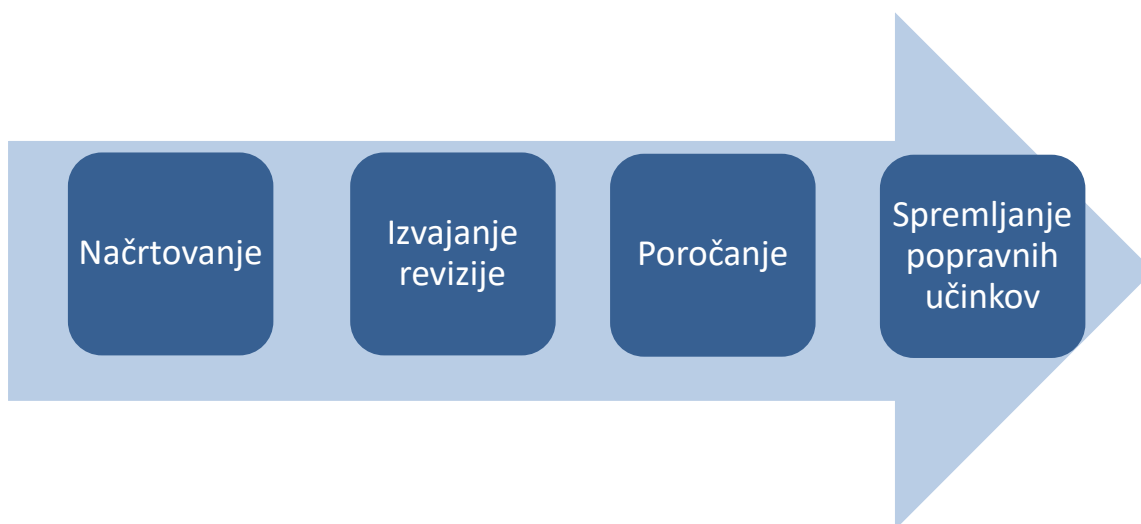 Načrtovanje
Izvajanje
revizije
Poročanje
Spremljanje
popravnih
učinkov